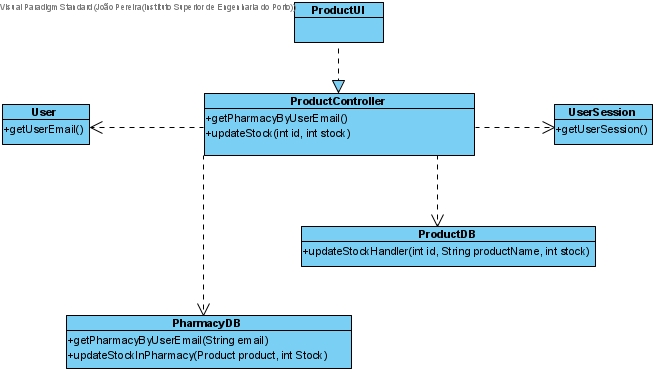 Visual Paradigm Standard (João Pereira(Instituto Superior de Engenharia do Porto)
ProductUI
ProductController
+getPharmacyByUserEmail()
+updateStock(int id, int stock)
User
+getUserEmail()
UserSession
+getUserSession()
ProductDB
+updateStockHandler(int id, String productName, int stock)
PharmacyDB
+getPharmacyByUserEmail(String email)
+updateStockInPharmacy(Product product, int Stock)